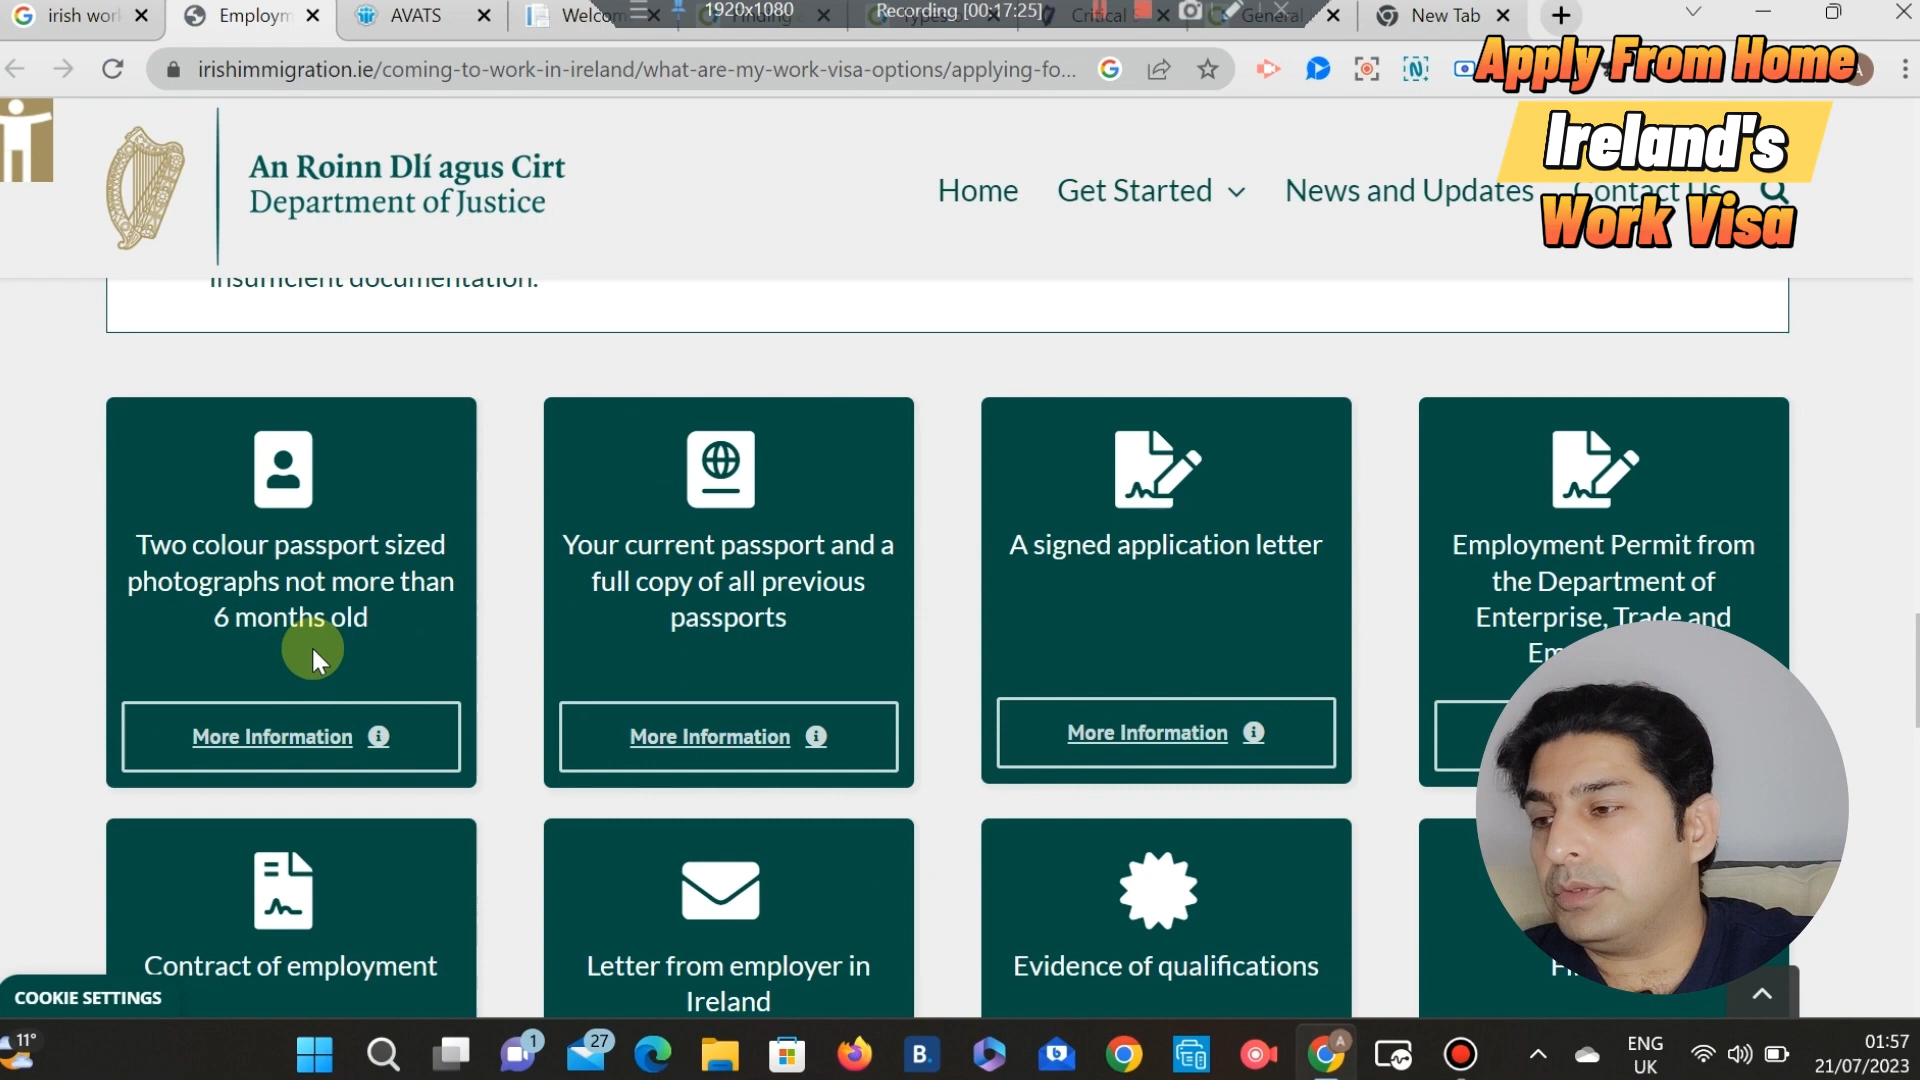 irish wor
Employm
AVATS
Welcom
1920x1080
Recording [00:17:25]
Critical
General
New Tab
irishimmigration.ie/coming-to-work-in-ireland/what-are-my-work-visa-options/applying-fo...
Apply From Home
Ireland's
Work Visa
An Roinn Dlí agus Cirt
Department of Justice
Home
Get Started
News and Updates
Contact Us
insufficient documentation.
Two colour passport sized
photographs not more than
6 months old
More Information
Your current passport and a
full copy of all previous
passports
More Information
A signed application letter
More Information
Employment Permit from
the Department of
Enterprise, Trade and
Contract of employment
Letter from employer in
Ireland
Evidence of qualifications
COOKIE SETTINGS
11°
1
27
B.
A
ENG
UK
01:57
21/07/2023